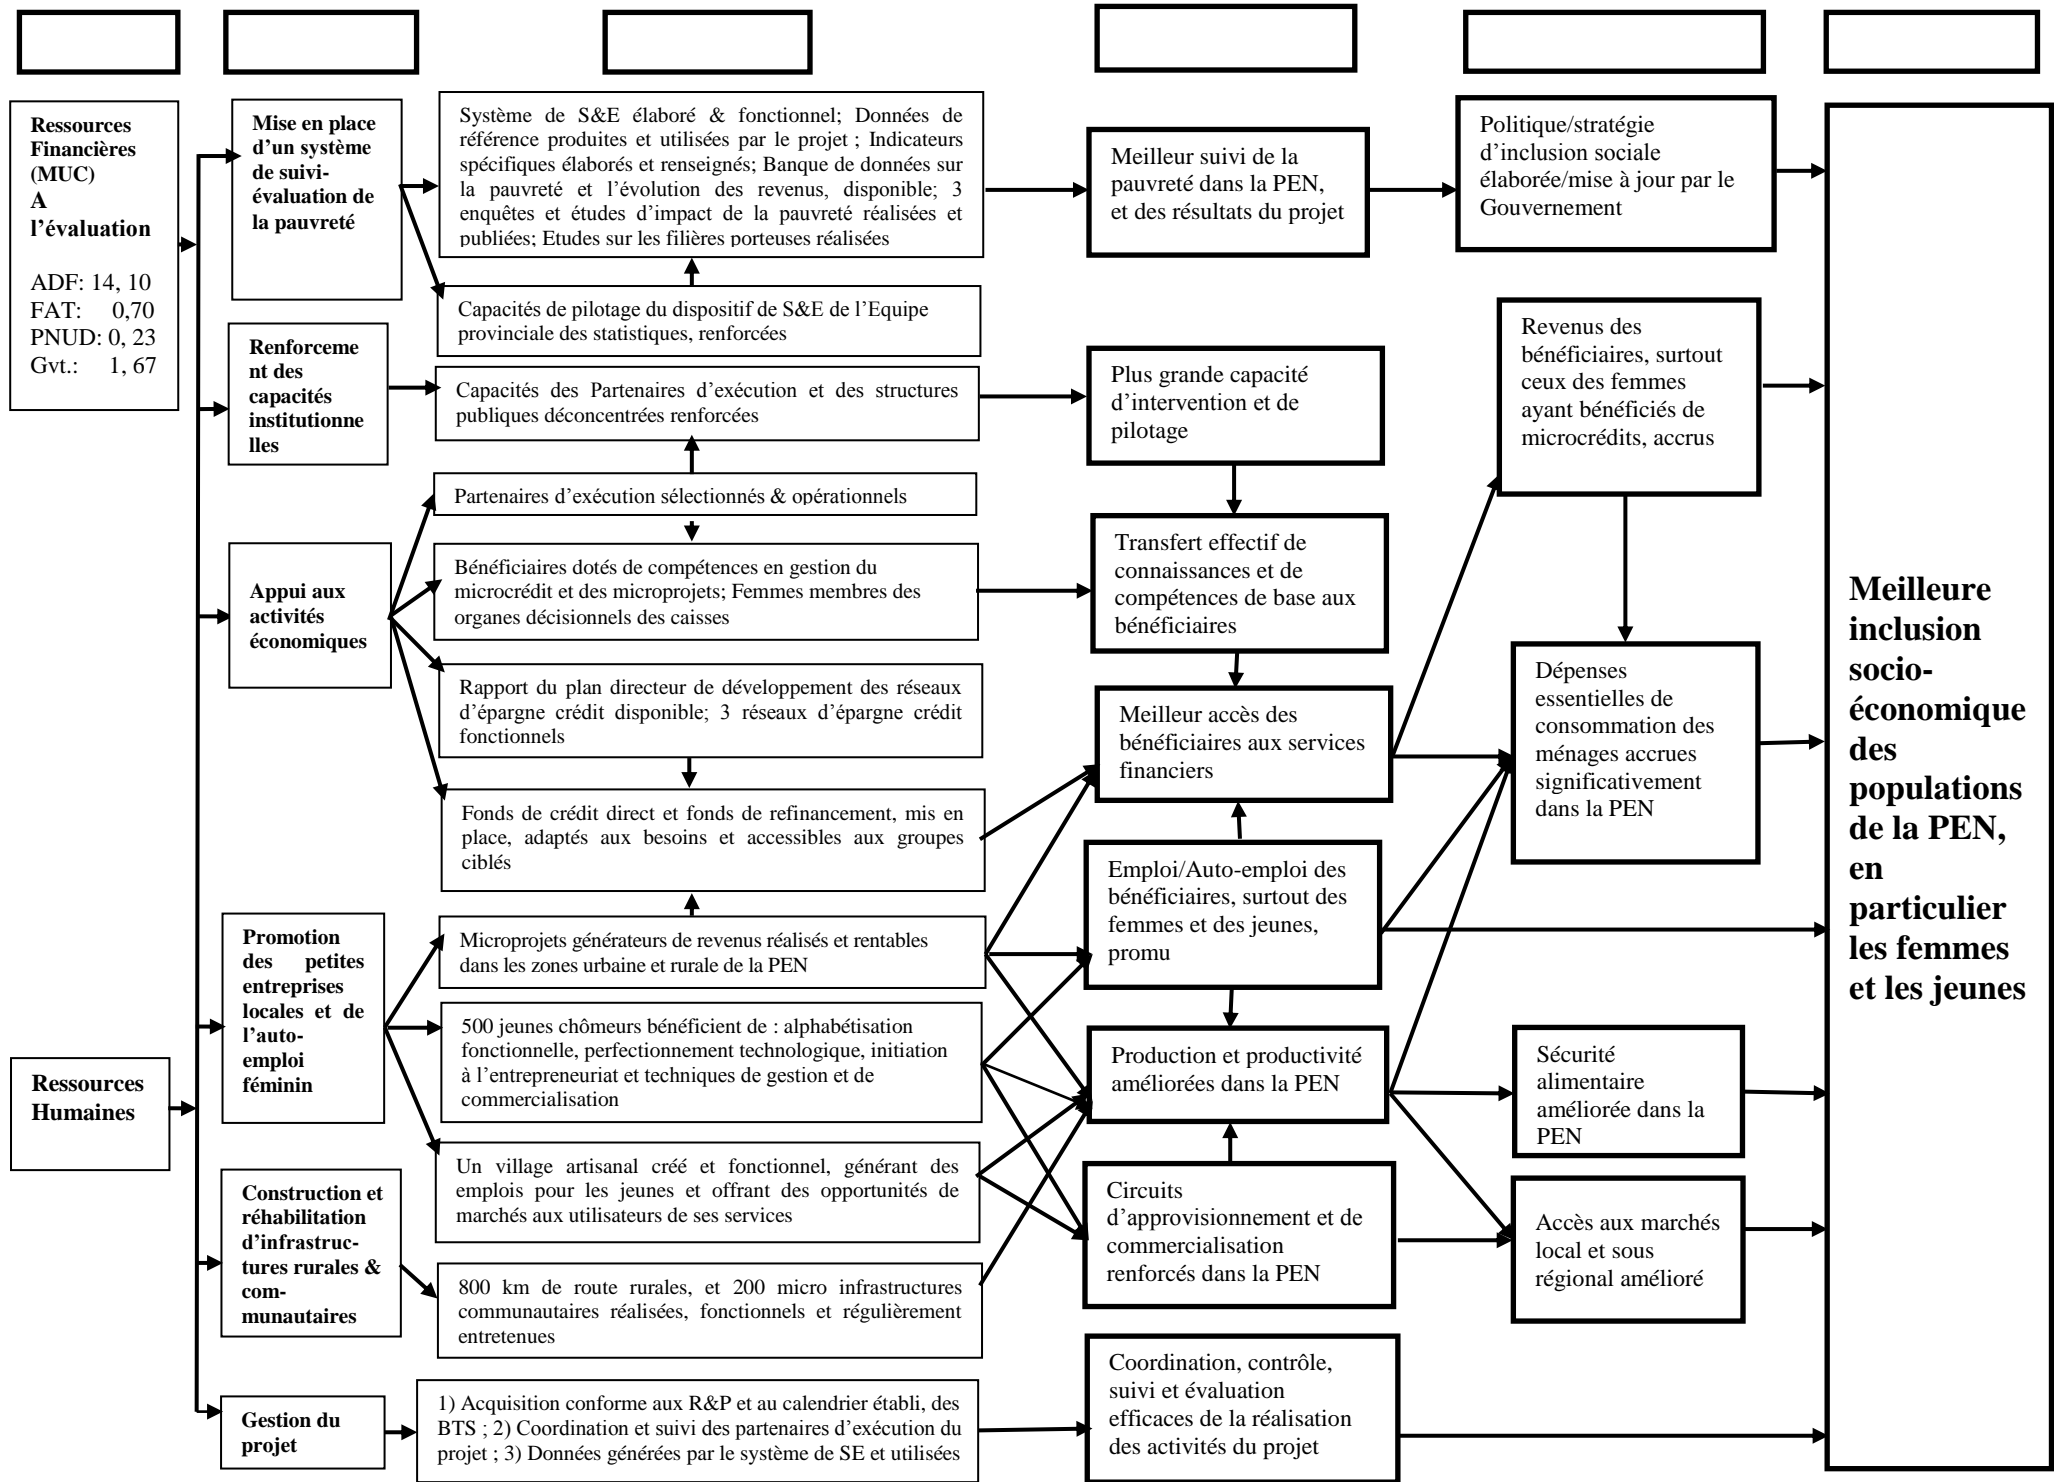 Ressources
Financières
(MUC)
A
l’évaluation
ADF: 14, 10
FAT: 0,70
PNUD: 0, 23
Gvt.: 1, 67
Ressources
Humaines
Mise en place
d’un système
de suivi-
évaluation de
la pauvreté
Renforceme
nt des
capacités
institutionne
lles
Appui aux
activités
économiques
Promotion
des petites
entreprises
locales et de
l’auto-
emploi
féminin
Construction et
réhabilitation
d'infrastruc-
tures rurales &
com-
munautaires
Gestion du
projet
Système de S&E élaboré & fonctionnel; Données de
référence produites et utilisées par le projet ; Indicateurs
spécifiques élaborés et renseignés; Banque de données sur
la pauvreté et l’évolution des revenus, disponible; 3
enquêtes et études d’impact de la pauvreté réalisées et
publiées; Etudes sur les filières porteuses réalisées
Capacités de pilotage du dispositif de S&E de l’Equipe
provinciale des statistiques, renforcées
Capacités des Partenaires d’exécution et des structures
publiques déconcentrées renforcées
Partenaires d’exécution sélectionnés & opérationnels
Bénéficiaires dotés de compétences en gestion du
microcrédit et des microprojets; Femmes membres des
organes décisionnels des caisses
Rapport du plan directeur de développement des réseaux
d’épargne crédit disponible; 3 réseaux d’épargne crédit
fonctionnels
Fonds de crédit direct et fonds de refinancement, mis en
place, adaptés aux besoins et accessibles aux groupes
ciblés
Microprojets générateurs de revenus réalisés et rentables
dans les zones urbaine et rurale de la PEN
500 jeunes chômeurs bénéficient de : alphabétisation
fonctionnelle, perfectionnement technologique, initiation
à l’entrepreneuriat et techniques de gestion et de
commercialisation
Un village artisanal créé et fonctionnel, générant des
emplois pour les jeunes et offrant des opportunités de
marchés aux utilisateurs de ses services
800 km de route rurales, et 200 micro infrastructures
communautaires réalisées, fonctionnels et régulièrement
entretenues
1) Acquisition conforme aux R&P et au calendrier établi, des
BTS ; 2) Coordination et suivi des partenaires d’exécution du
projet ; 3) Données générées par le système de SE et utilisées
Meilleur suivi de la
pauvreté dans la PEN,
et des résultats du projet
Plus grande capacité
d’intervention et de
pilotage
Transfert effectif de
connaissances et de
compétences de base aux
bénéficiaires
Meilleur accès des
bénéficiaires aux services
financiers
Emploi/Auto-emploi des
bénéficiaires, surtout des
femmes et des jeunes,
promu
Production et productivité
améliorées dans la PEN
Circuits
d’approvisionnement et de
commercialisation
renforcés dans la PEN
Coordination, contrôle,
suivi et évaluation
efficaces de la réalisation
des activités du projet
Politique/stratégie
d’inclusion sociale
élaborée/mise à jour par le
Gouvernement
Revenus des
bénéficiaires, surtout
ceux des femmes
ayant bénéficiés de
microcrédits, accrus
Dépenses
essentielles de
consommation des
ménages accrues
significativement
dans la PEN
Sécurité
alimentaire
améliorée dans la
PEN
Accès aux marchés
local et sous
régional amélioré
Meilleure
inclusion
socio-
économique
des
populations
de la PEN,
en
particulier
les femmes
et les jeunes